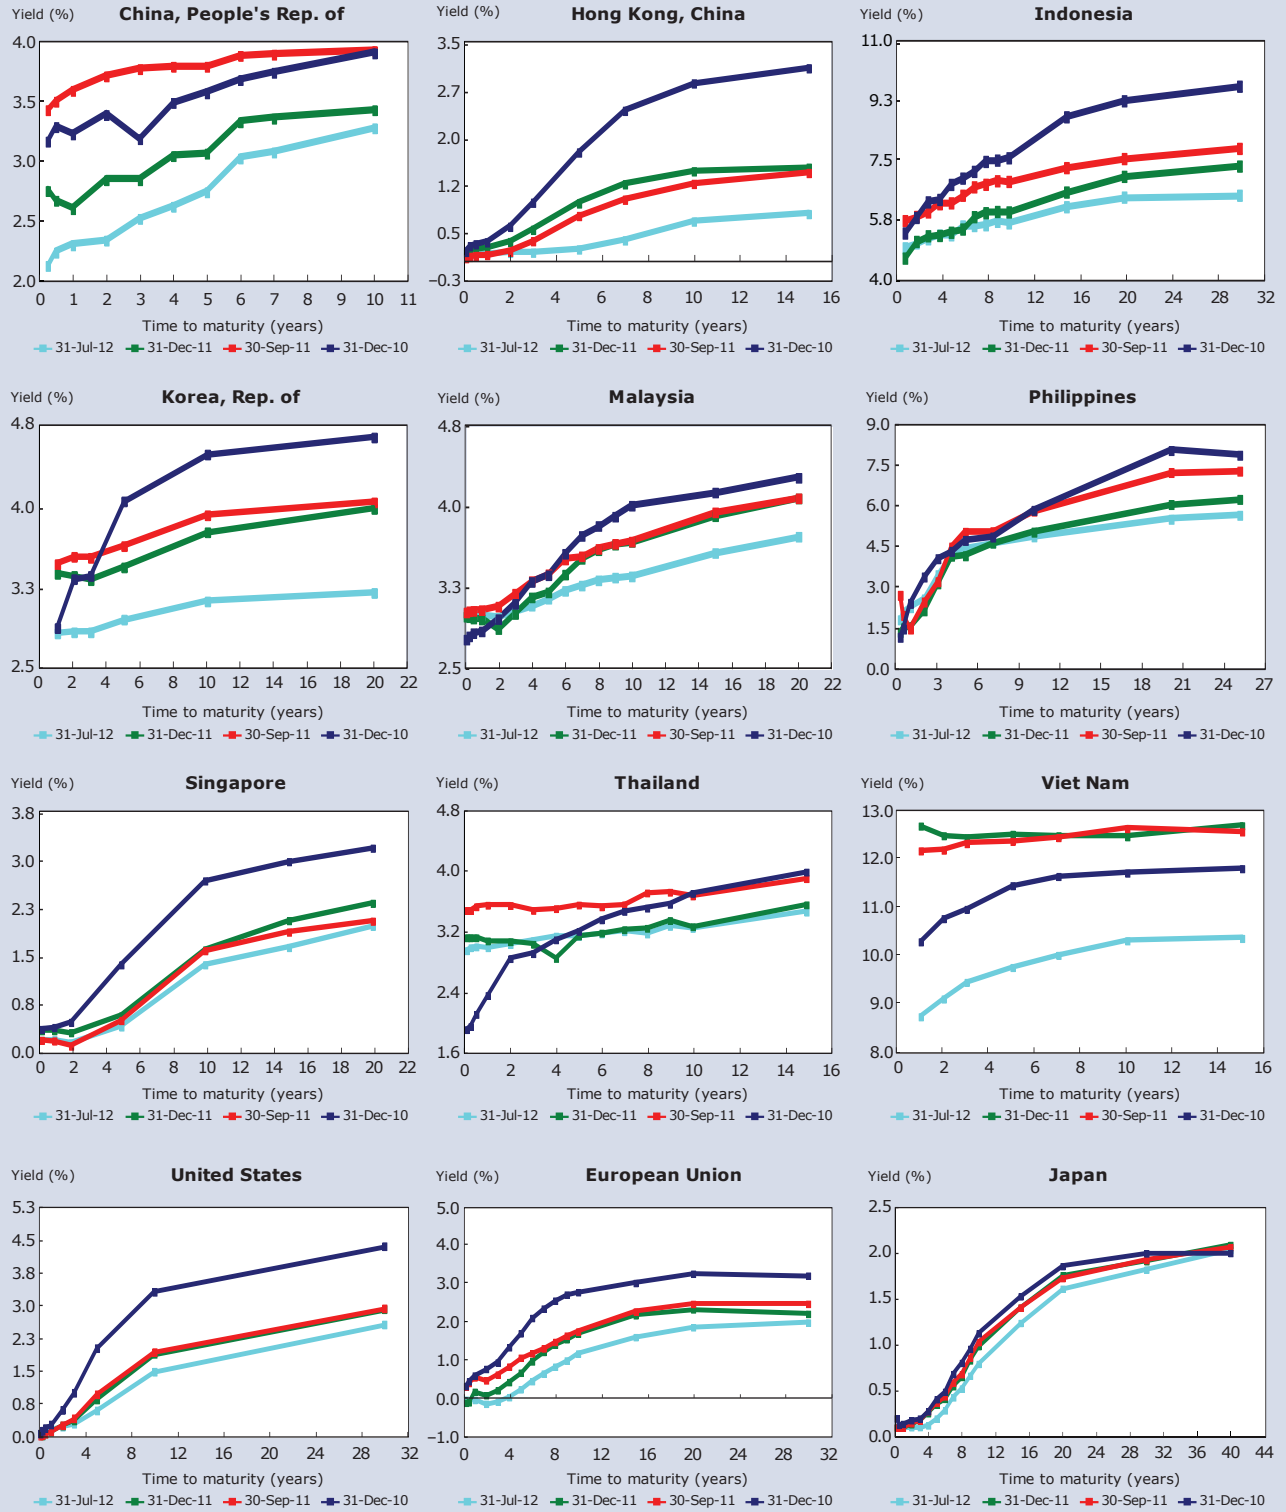 Yield (%) China, People's Rep. of
4.0
3.5
3.0
2.5
2.0
0 1 2 3 4 5 6 7 8 9 10 11
Time to maturity (years)
31-Jul-12 31-Dec-11 30-Sep-11 31-Dec-10
Yield (%) Hong Kong, China
3.5
2.7
2.0
1.2
0.5
−0.3
0 2 4 6 8 10 12 14 16
Time to maturity (years)
31-Jul-12 31-Dec-11 30-Sep-11 31-Dec-10
Yield (%) Indonesia
11.0
9.3
7.5
5.8
4.0
0 4 8 12 16 20 24 28 32
Time to maturity (years)
31-Jul-12 31-Dec-11 30-Sep-11 31-Dec-10
Yield (%) Korea, Rep. of
4.8
4.0
3.3
2.5
0 2 4 6 8 10 12 14 16 18 20 22
Time to maturity (years)
31-Jul-12 31-Dec-11 30-Sep-11 31-Dec-10
Yield (%) Malaysia
4.8
4.0
3.3
2.5
0 2 4 6 8 10 12 14 16 18 20 22
Time to maturity (years)
31-Jul-12 31-Dec-11 30-Sep-11 31-Dec-10
Yield (%) Philippines
9.0
7.5
6.0
4.5
3.0
1.5
0.0
0 3 6 9 12 15 18 21 24 27
Time to maturity (years)
31-Jul-12 31-Dec-11 30-Sep-11 31-Dec-10
Yield (%) Singapore
3.8
3.0
2.3
1.5
0.8
0.0
0 2 4 6 8 10 12 14 16 18 20 22
Time to maturity (years)
31-Jul-12 31-Dec-11 30-Sep-11 31-Dec-10
Yield (%) Thailand
4.8
4.0
3.2
2.4
1.6
0 2 4 6 8 10 12 14 16
Time to maturity (years)
31-Jul-12 31-Dec-11 30-Sep-11 31-Dec-10
Yield (%) Viet Nam
13.0
12.0
11.0
10.0
9.0
8.0
0 2 4 6 8 10 12 14 16
Time to maturity (years)
31-Jul-12 31-Dec-11 30-Sep-11 31-Dec-10
Yield (%) United States
5.3
4.5
3.8
3.0
2.3
1.5
0.8
0.0
0 4 8 12 16 20 24 28 32
Time to maturity (years)
31-Jul-12 31-Dec-11 30-Sep-11 31-Dec-10
Yield (%) European Union
5.0
4.0
3.0
2.0
1.0
0.0
−1.0
0 4 8 12 16 20 24 28 32
Time to maturity (years)
31-Jul-12 31-Dec-11 30-Sep-11 31-Dec-10
Yield (%) Japan
2.5
2.0
1.5
1.0
0.5
0.0
0 4 8 12 16 20 24 28 32 36 40 44
Time to maturity (years)
31-Jul-12 31-Dec-11 30-Sep-11 31-Dec-10